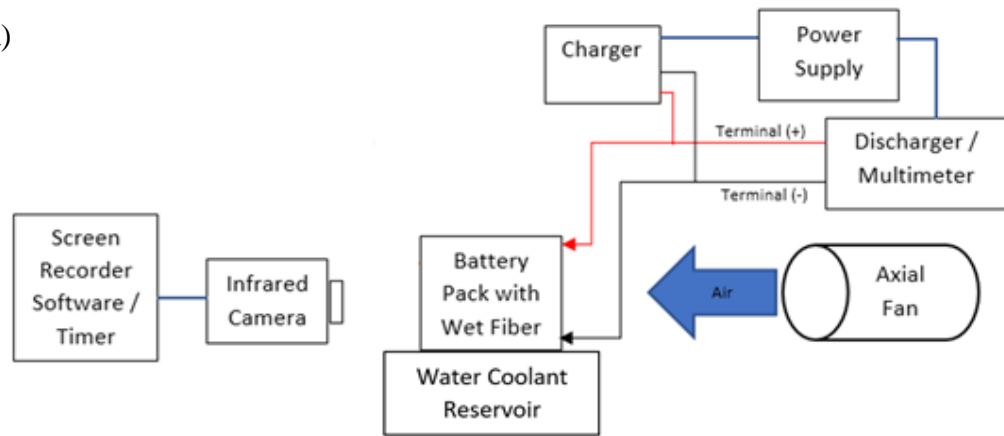 )
Charger
Power
Supply
Terminal (+)
Discharger /
Multimeter
Terminal (-)
Screen
Recorder
Software /
Timer
Infrared
Camera
Battery
Pack with
Wet Fiber
Air
Axial
Fan
Water Coolant
Reservoir